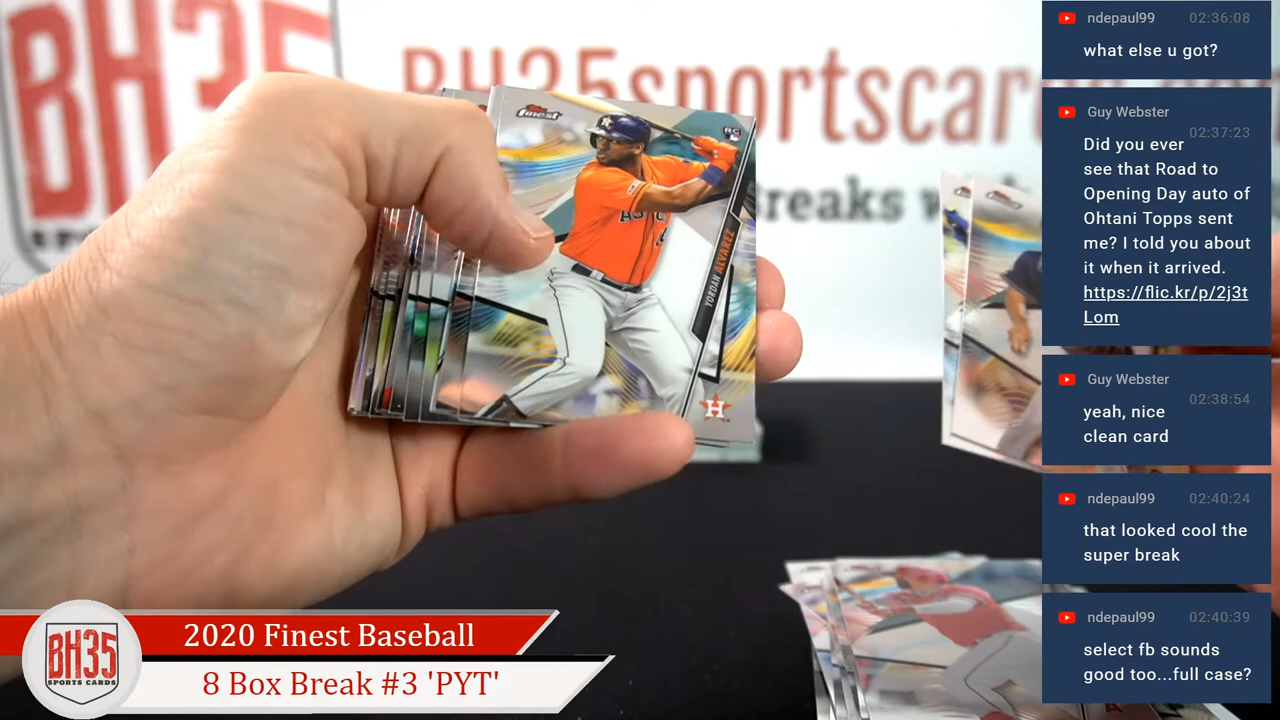 BH35
BH35sportscar
SPO
reaks w
Topps
finest
RC
YORDAN ALVAREZ
H
2020 Finest Baseball
8 Box Break #3 'PYT'
BH35
SPORTS CARDS
ndepaul99 02:36:08
what else u got?
Guy Webster
02:37:23
Did you ever
see that Road to
Opening Day auto of
Ohtani Topps sent
me? I told you about
it when it arrived.
https://flic.kr/p/2j3t
Lom
Guy Webster
02:38:54
yeah, nice
clean card
ndepaul99 02:40:24
that looked cool the
super break
ndepaul99 02:40:39
select fb sounds
good too...full case?